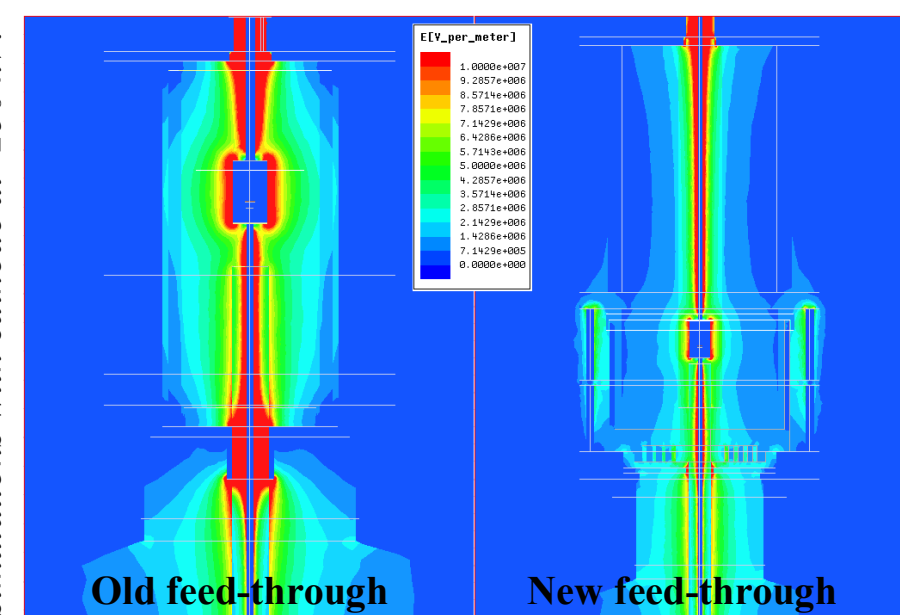 E[V_per_meter]
1.0000e+007
9.2857e+006
8.5714e+006
7.8571e+006
7.1429e+006
6.4286e+006
5.7143e+006
5.0000e+006
4.2857e+006
3.5714e+006
2.8571e+006
2.1429e+006
1.4286e+006
7.1429e+005
0.0000e+000
Old feed-through
New feed-through